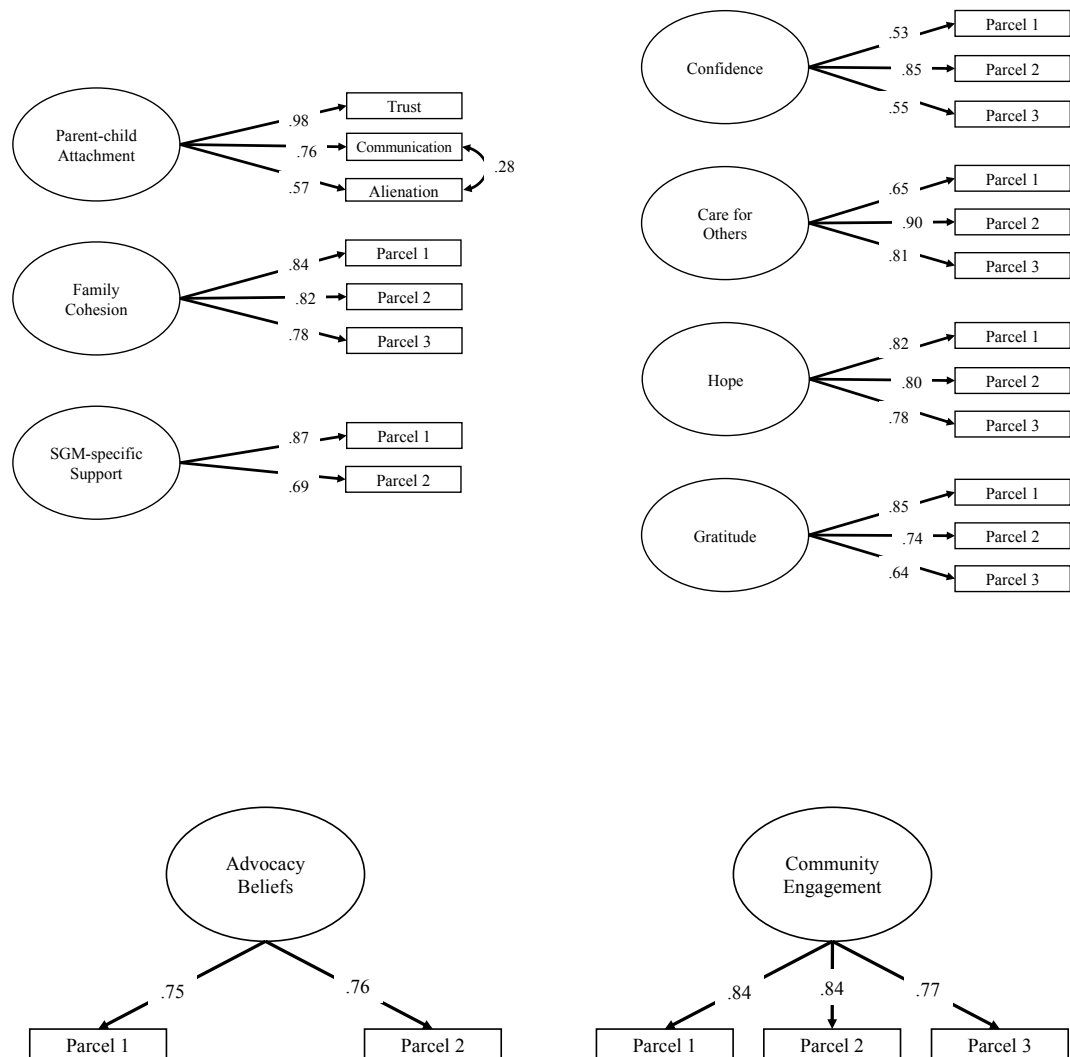 Parent-child
Attachment
.98
.76
.57
Trust
Communication
Alienation
.28
Family
Cohesion
.84
.82
.78
Parcel 1
Parcel 2
Parcel 3
SGM-specific
Support
.87
.69
Parcel 1
Parcel 2
Confidence
.53
.85
.55
Parcel 1
Parcel 2
Parcel 3
Care for
Others
.65
.90
.81
Parcel 1
Parcel 2
Parcel 3
Hope
.82
.80
.78
Parcel 1
Parcel 2
Parcel 3
Gratitude
.85
.74
.64
Parcel 1
Parcel 2
Parcel 3
Advocacy
Beliefs
.75
.76
Parcel 1
Parcel 2
Community
Engagement
.84
.84
.77
Parcel 1
Parcel 2
Parcel 3